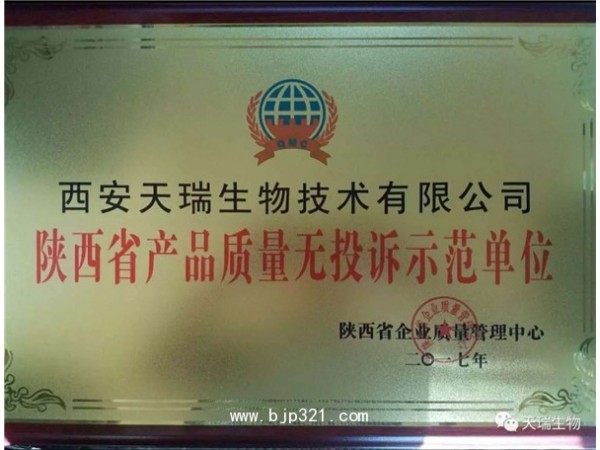 QMC
西安天瑞生物技术有限公司
陕西省产品质量无投诉示范单位
陕西省企业质量管理中心
二〇一七年
www.bjp321.com
天瑞生物